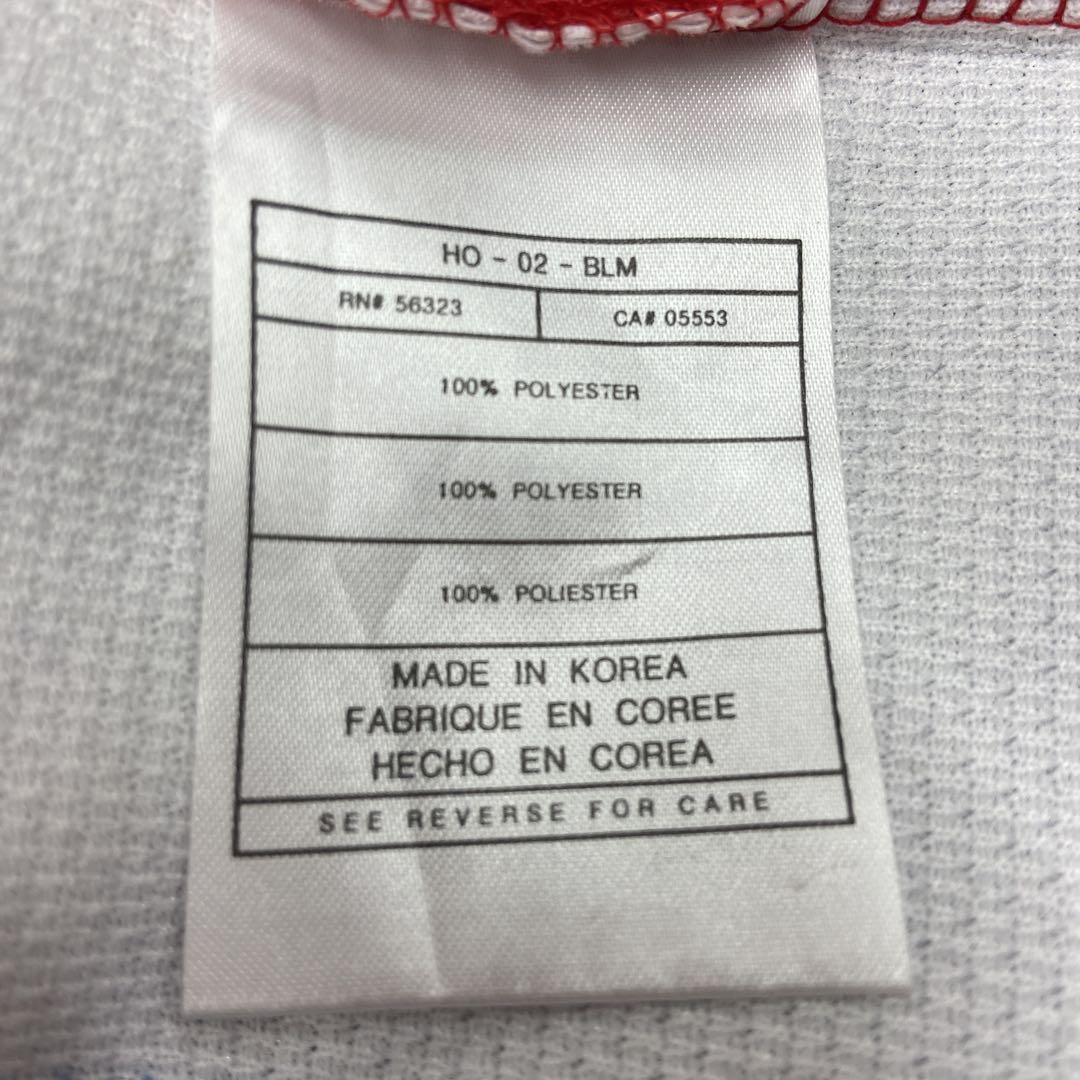 HO - 02 - BLM
RN# 56323
CA# 05553
100% POLYESTER
100% POLYESTER
100% POLIESTER
MADE IN KOREA
FABRIQUE EN COREE
HECHO EN COREA
SEE REVERSE FOR CARE